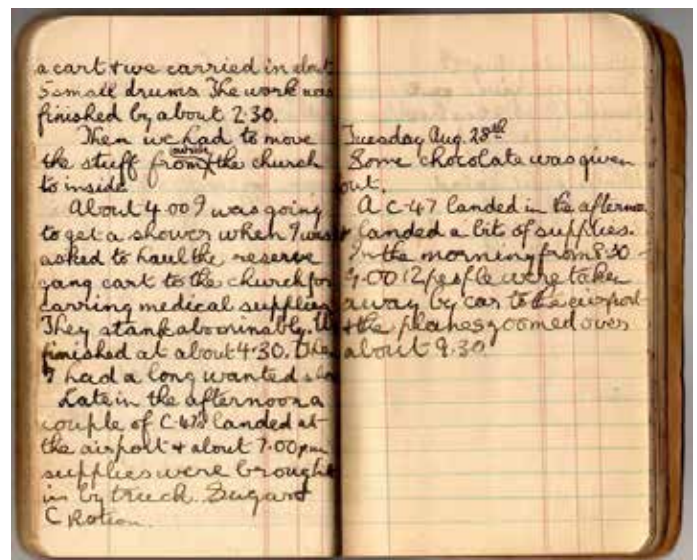 a cart & we carried in about
5 small drums. The work was
finished by about 2.30.
Then we had to move
the stuff from outside the church
to inside
About 4.00 I was going
to get a shower when I was
asked to haul the reserve
gang cart to the church for
carring medical supplies
They stank abominably. We
finished at about 4.30. Then
I had a long wanted sho
Late in the afternoon a
couple of C-47s landed at
the airport & about 7.00pm
supplies were brought
in by truck. Sugar &
C Ration.
Tuesday Aug. 28th
Some chocolate was given
out.
A C-47 landed in the afternoon
& landed a bit of supplies.
In the morning from 8.30 -
9.00 12 people were taken
away by car to the airport
& the planes zoomed over
about 9.30